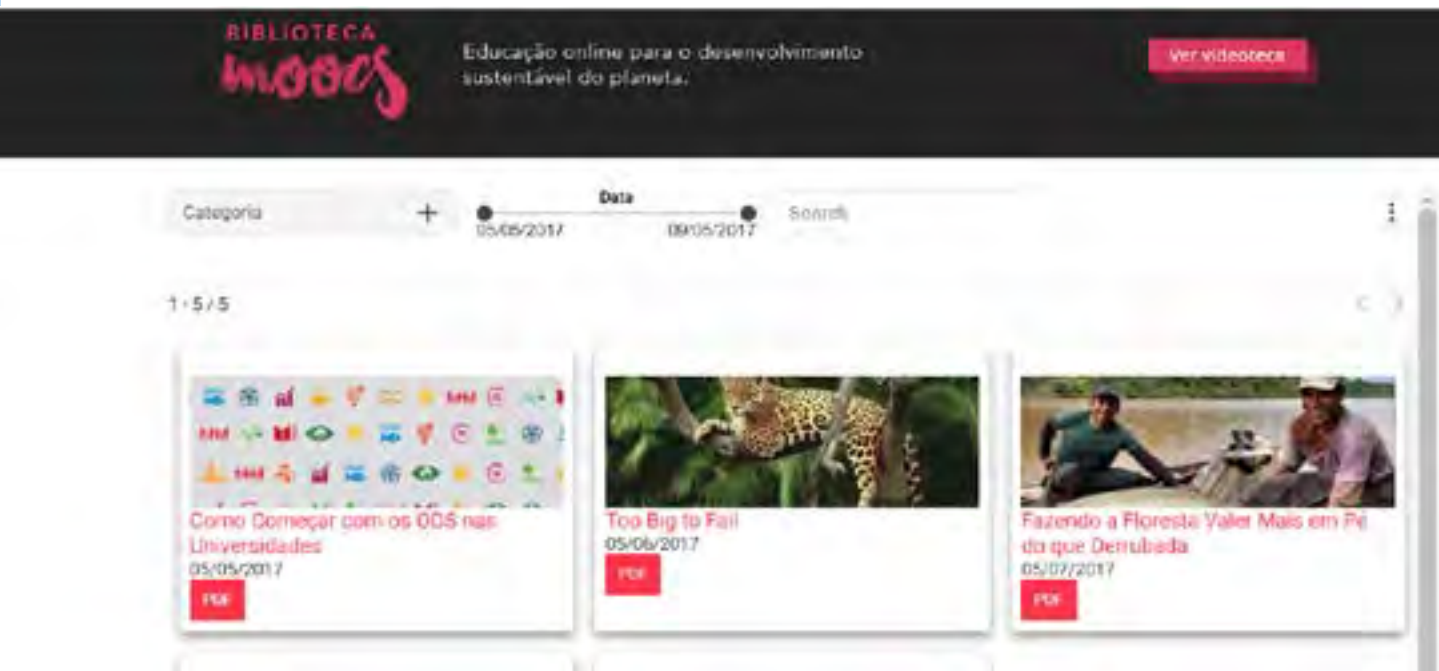 BIBLIOTECA
moocs
Educação online para o desenvolvimento
sustentável do planeta.
Ver videoteca
Categoria +
Data
05/05/2017 09/05/2017
Search
1 - 5 / 5
Como Começar com os ODS nas
Universidades
05/05/2017
PDF
Too Big to Fail
05/06/2017
PDF
Fazendo a Floresta Valer Mais em Pé
do que Derrubada
05/07/2017
PDF